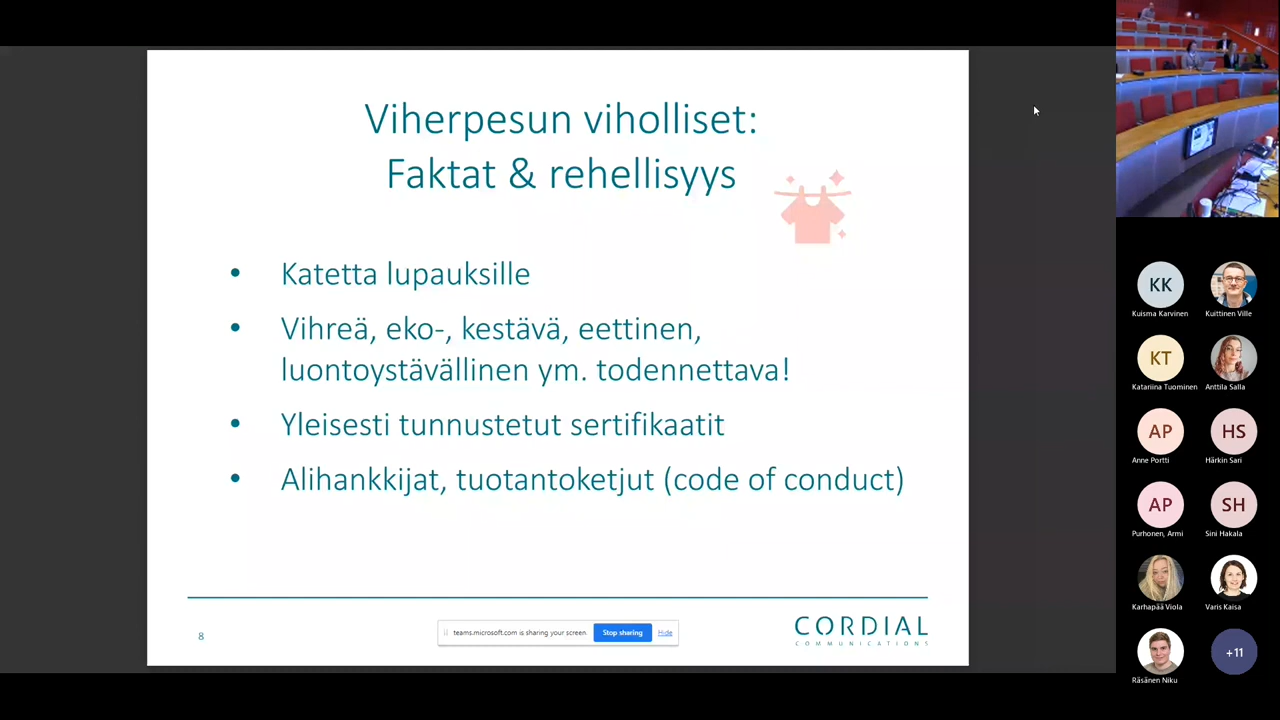 Viherpesun viholliset:
Faktat & rehellisyys
• Katetta lupauksille
• Vihreä, eko-, kestävä, eettinen,
luontoystävällinen ym. todennettava!
• Yleisesti tunnustetut sertifikaatit
• Alihankkijat, tuotantoketjut (code of conduct)
8
teams.microsoft.com is sharing your screen.
Stop sharing
Hide
CORDIAL
COMMUNICATIONS
KK
Kuisma Karvinen
Kuittinen Ville
KT
Katariina Tuominen
Anttila Salla
AP
Anne Portti
HS
Härkin Sari
AP
Purhonen, Armi
SH
Sini Hakala
Karhapää Viola
Varis Kaisa
Räsänen Niku
+11